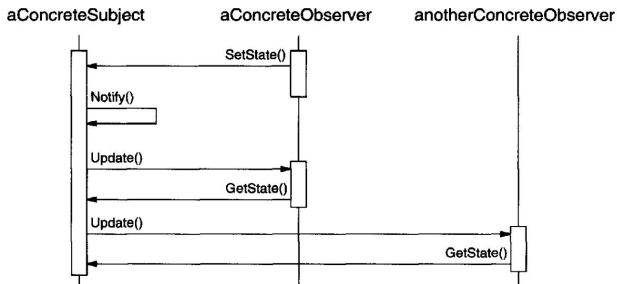 aConcreteSubject aConcreteObserver anotherConcreteObserver
SetState()
Notify()
Update()
GetState()
Update()
GetState()